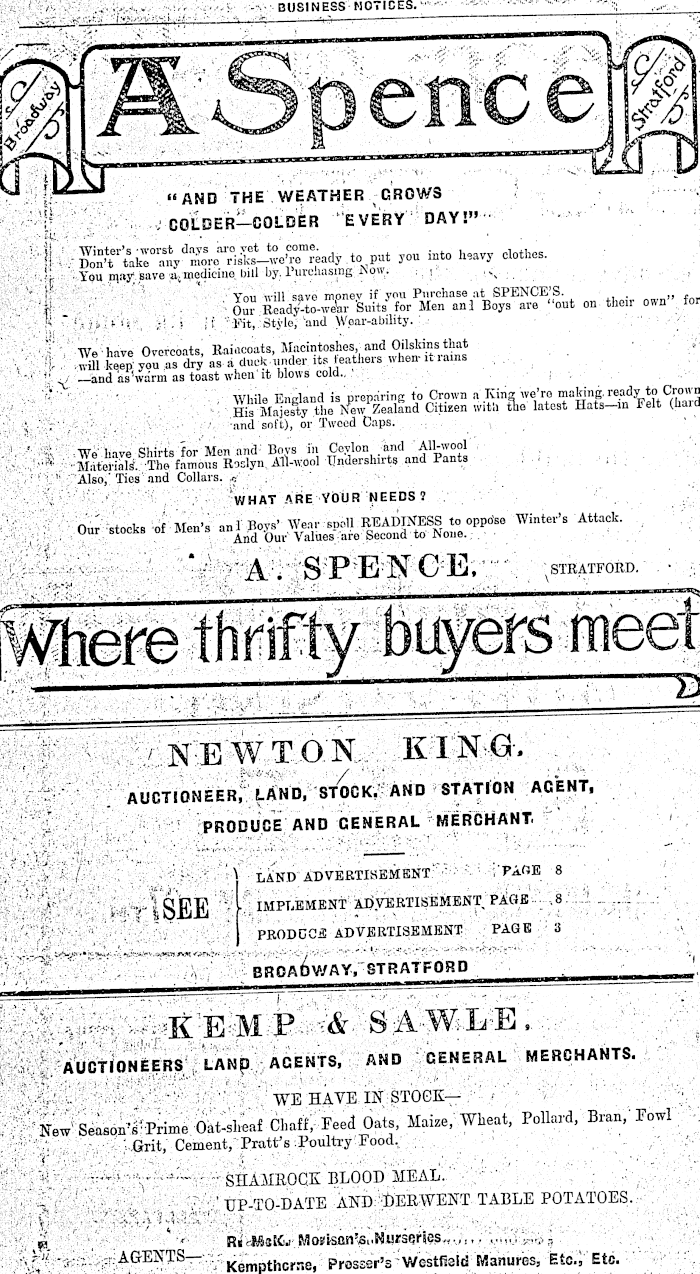 BUSINESS NOTICES.
Broadway
A Spence
Stratford
"AND THE WEATHER GROWS
COLDER—COLDER EVERY DAY!"
Winter's worst days are yet to come.
Don't take any more risks—we're ready to put you into heavy clothes.
You may save a medicine bill by Purchasing Now.
You will save money if you Purchase at SPENCE'S.
Our Ready-to-wear Suits for Men and Boys are "out on their own" for
Fit, Style, and Wear-ability.
We have Overcoats, Raincoats, Macintoshes, and Oilskins that
will keep you as dry as a duck under its feathers when it rains
—and as warm as toast when it blows cold.
While England is preparing to Crown a King we're making ready to Crown
His Majesty the New Zealand Citizen with the latest Hats—in Felt (hard
and soft), or Tweed Caps.
We have Shirts for Men and Boys in Ceylon and All-wool
Materials. The famous Roslyn All-wool Undershirts and Pants
Also, Ties and Collars.
WHAT ARE YOUR NEEDS?
Our stocks of Men's and Boys' Wear spell READINESS to oppose Winter's Attack.
And Our Values are Second to None.
A. SPENCE, STRATFORD.
Where thrifty buyers meet
NEWTON KING.
AUCTIONEER, LAND, STOCK, AND STATION AGENT,
PRODUCE AND GENERAL MERCHANT.
SEE
LAND ADVERTISEMENT PAGE 8
IMPLEMENT ADVERTISEMENT PAGE 8
PRODUCE ADVERTISEMENT PAGE 3
BROADWAY, STRATFORD
KEMP & SAWLE,
AUCTIONEERS LAND AGENTS, AND GENERAL MERCHANTS.
WE HAVE IN STOCK—
New Season's Prime Oat-sheaf Chaff, Feed Oats, Maize, Wheat, Pollard, Bran, Fowl
Grit, Cement, Pratt's Poultry Food.
SHAMROCK BLOOD MEAL.
UP-TO-DATE AND DERWENT TABLE POTATOES.
AGENTS—
R. McK. Morison's Nurseries
Kempthorne, Prosser's Westfield Manures, Etc., Etc.